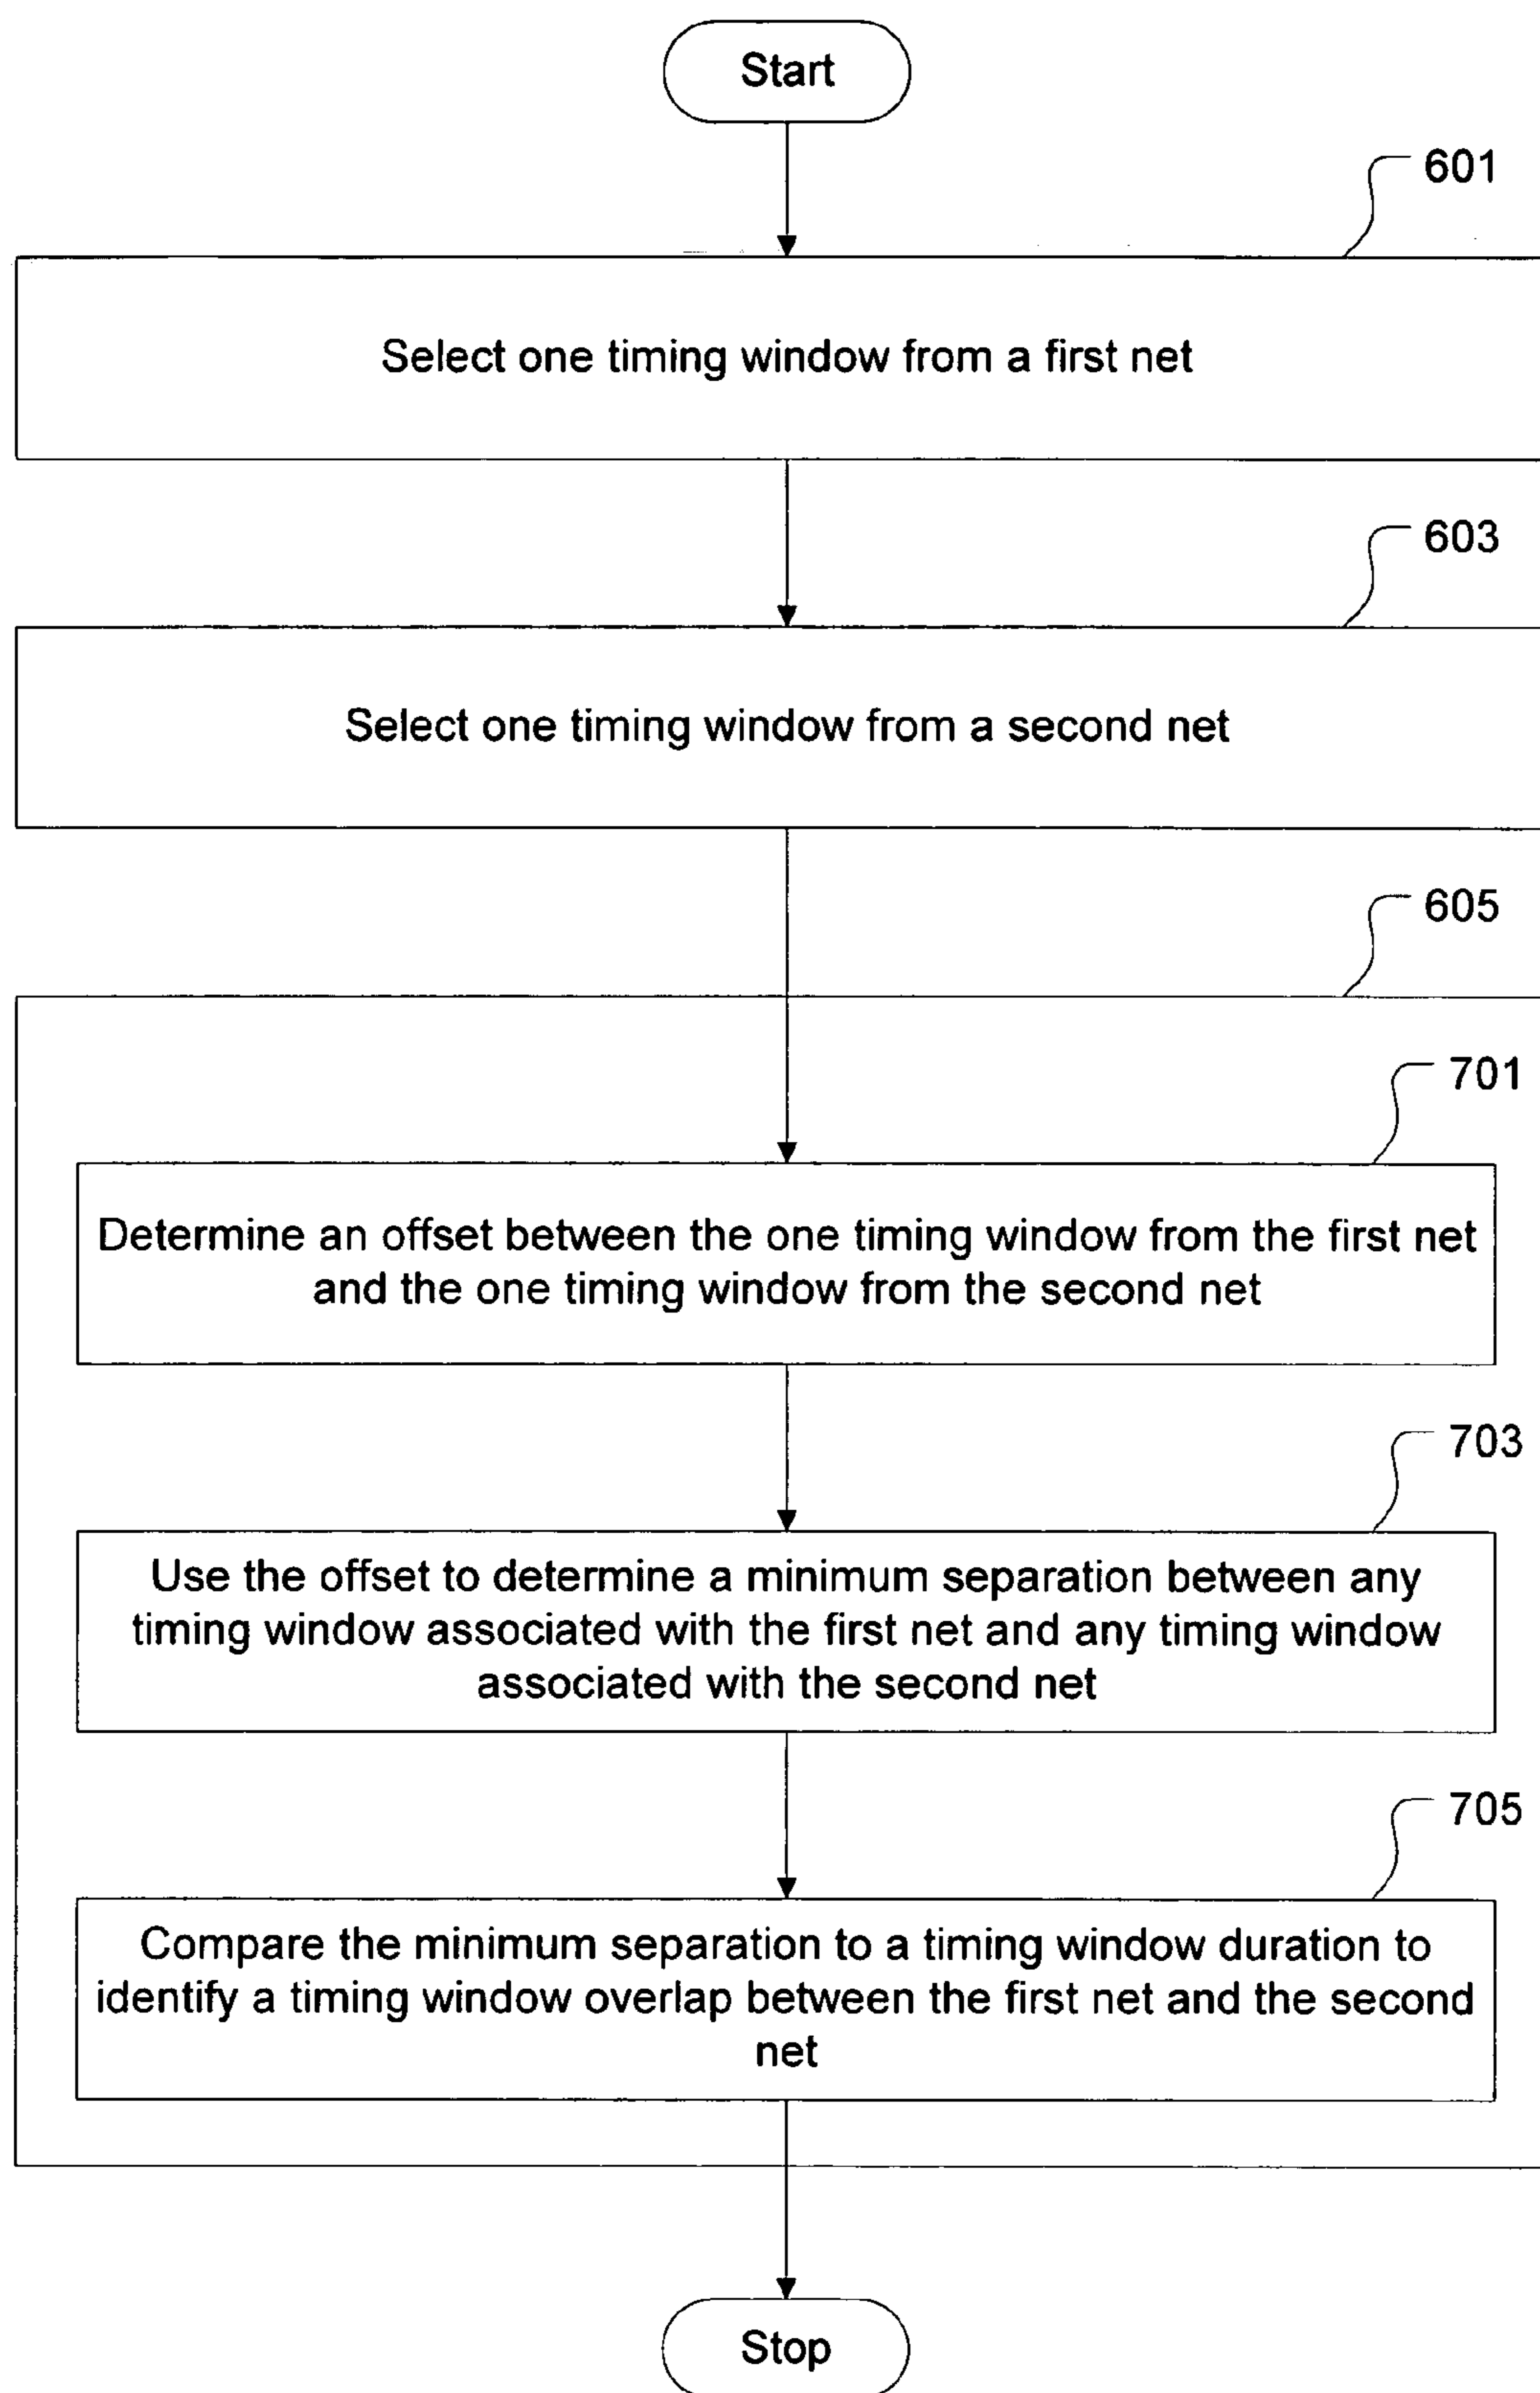 Start
601
Select one timing window from a first net
603
Select one timing window from a second net
605
701
Determine an offset between the one timing window from the first net
and the one timing window from the second net
703
Use the offset to determine a minimum separation between any
timing window associated with the first net and any timing window
associated with the second net
705
Compare the minimum separation to a timing window duration to
identify a timing window overlap between the first net and the second
net
Stop